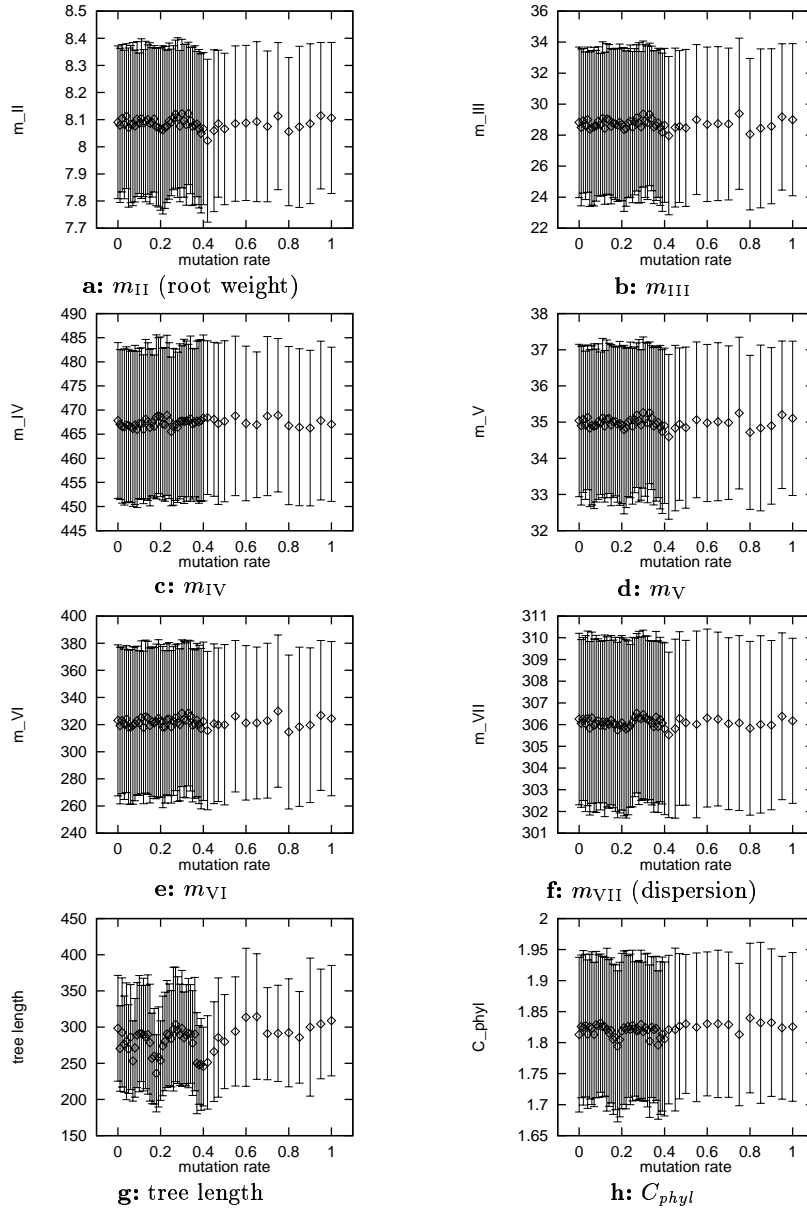 8.5
8.4
8.3
8.2
8.1
8
7.9
7.8
7.7
m_II
0 0.2 0.4 0.6 0.8 1
mutation rate
a: m_II (root weight)
36
34
32
30
28
26
24
22
m_III
0 0.2 0.4 0.6 0.8 1
mutation rate
b: m_III
490
485
480
475
470
465
460
455
450
445
m_IV
0 0.2 0.4 0.6 0.8 1
mutation rate
c: m_IV
38
37
36
35
34
33
32
m_V
0 0.2 0.4 0.6 0.8 1
mutation rate
d: m_V
400
380
360
340
320
300
280
260
240
m_VI
0 0.2 0.4 0.6 0.8 1
mutation rate
e: m_VI
311
310
309
308
307
306
305
304
303
302
301
m_VII
0 0.2 0.4 0.6 0.8 1
mutation rate
f: m_VII (dispersion)
450
400
350
300
250
200
150
tree length
0 0.2 0.4 0.6 0.8 1
mutation rate
g: tree length
2
1.95
1.9
1.85
1.8
1.75
1.7
1.65
C_phyl
0 0.2 0.4 0.6 0.8 1
mutation rate
h: C_phyl